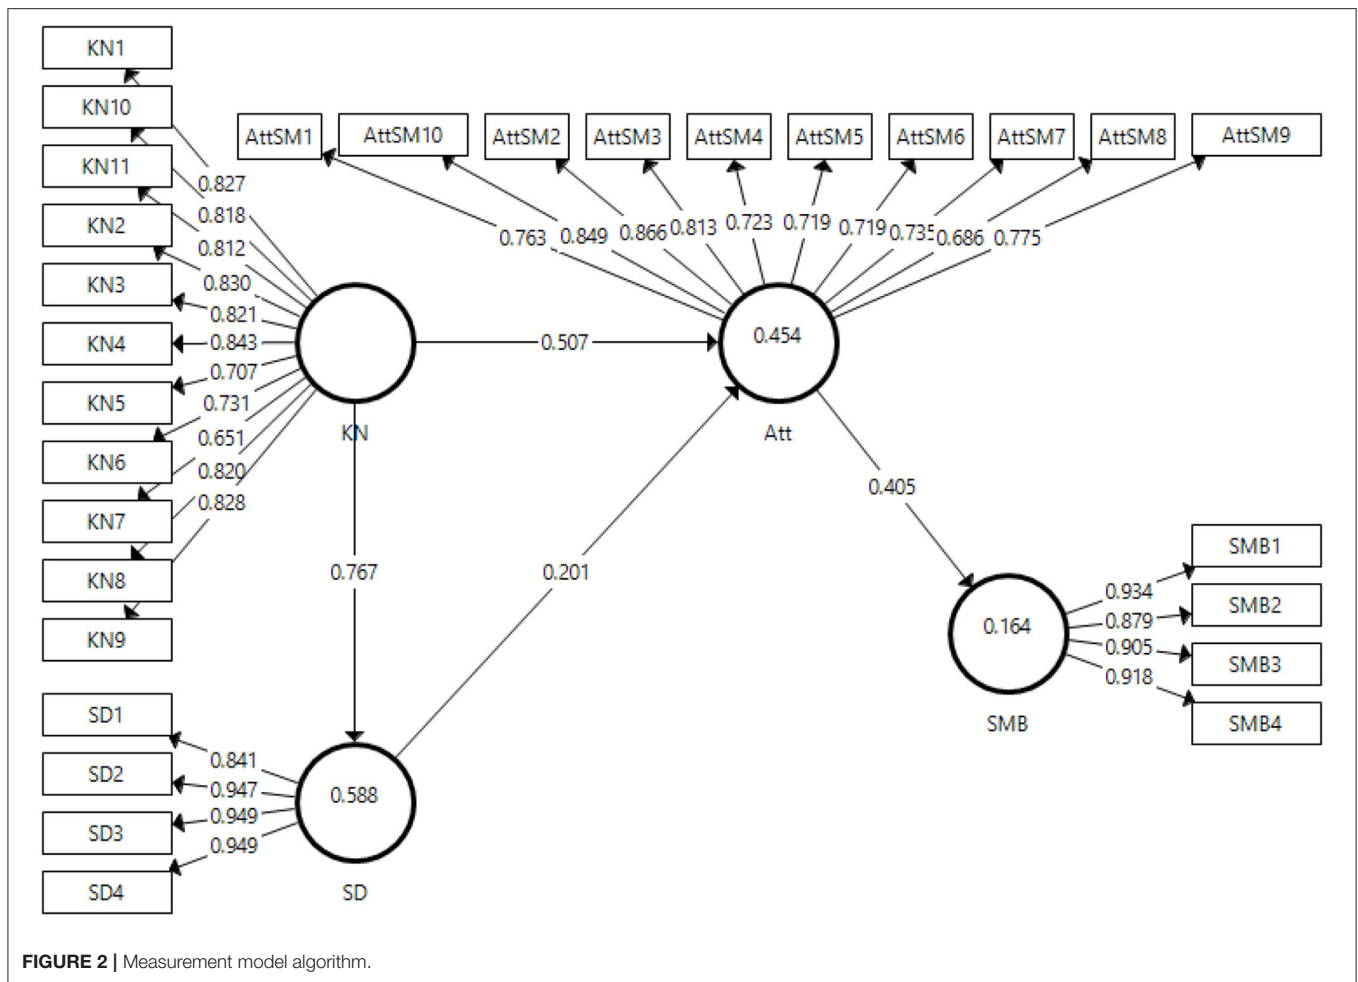 KN1
KN10
KN11
KN2
KN3
KN4
KN5
KN6
KN7
KN8
KN9
0.827
0.818
0.812
0.830
0.821
0.843
0.707
0.731
0.651
0.820
0.828
KN
AttSM1 AttSM10 AttSM2 AttSM3 AttSM4 AttSM5 AttSM6 AttSM7 AttSM8 AttSM9
0.763 0.849 0.866 0.813 0.723 0.719 0.719 0.735 0.686 0.775
0.507
0.454
Att
0.767
0.201
0.405
SD1
SD2
SD3
SD4
0.841
0.947
0.949
0.949
0.588
SD
0.164
SMB
0.934
0.879
0.905
0.918
SMB1
SMB2
SMB3
SMB4
FIGURE 2 | Measurement model algorithm.